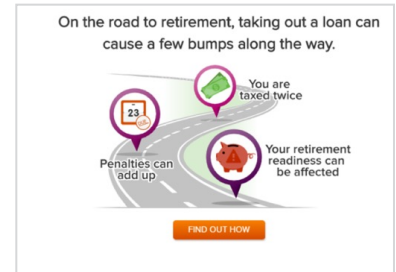 On the road to retirement, taking out a loan can
cause a few bumps along the way.
You are
taxed twice
23
Penalties can
add up
Your retirement
readiness can
be affected
FIND OUT HOW